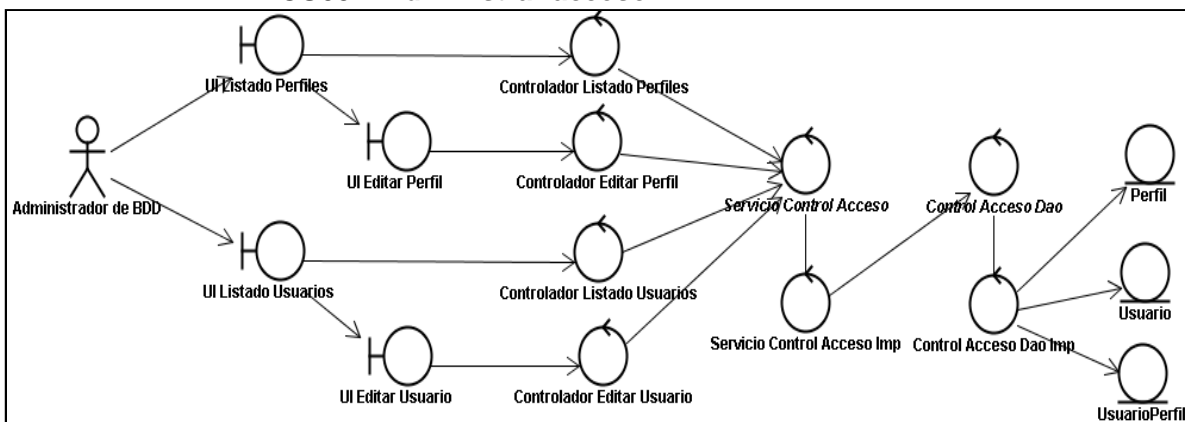 UI Listado Perfiles
Controlador Listado Perfiles
UI Editar Perfil
Controlador Editar Perfil
Administrador de BDD
Servicio Control Acceso
Control Acceso Dao
Perfil
UI Listado Usuarios
Controlador Listado Usuarios
Usuario
Servicio Control Acceso Imp
Control Acceso Dao Imp
UI Editar Usuario
Controlador Editar Usuario
UsuarioPerfil